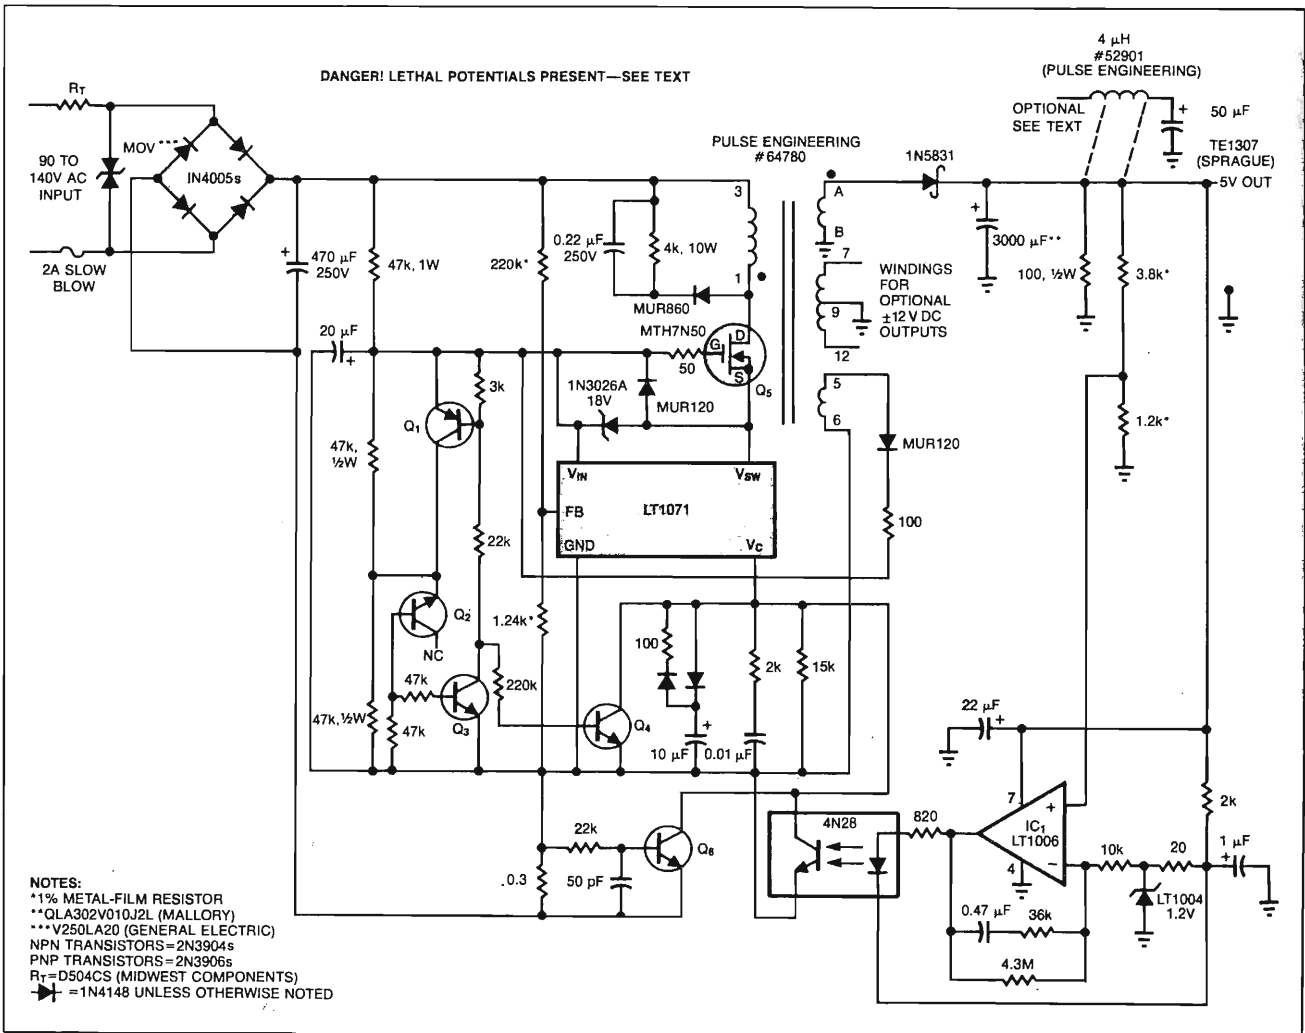 4 µH
#52901
(PULSE ENGINEERING)
DANGER! LETHAL POTENTIALS PRESENT—SEE TEXT
RT
OPTIONAL
SEE TEXT
+
50 µF
MOV ***
PULSE ENGINEERING
#64780
1N5831
TE1307
(SPRAGUE)
90 TO
140V AC
INPUT
IN4005s
3
A
5V OUT
+
470 µF
250V
47k, 1W
220k*
0.22 µF
250V
4k, 10W
B
+
3000 µF**
100, ½W
3.8k*
2A SLOW
BLOW
1
7
WINDINGS
FOR
OPTIONAL
±12 V DC
OUTPUTS
MUR860
9
20 µF
+
MTH7N50
D
G
S
50
Q5
12
3k
1N3026A
18V
MUR120
5
6
Q1
1.2k*
47k,
½W
MUR120
VIN
VSW
FB
LT1071
100
GND
VC
22k
Q2
NC
1.24k*
100
2k
15k
47k
220k
47k, ½W
47k
Q3
Q4
+
10 µF
0.01 µF
22 µF
+
7
+
2k
22k
Q6
4N28
820
IC1
LT1006
4
−
10k
20
1 µF
+
.0.3
50 pF
LT1004
1.2V
0.47 µF
36k
4.3M
NOTES:
*1% METAL-FILM RESISTOR
**QLA302V010J2L (MALLORY)
***V250LA20 (GENERAL ELECTRIC)
NPN TRANSISTORS=2N3904s
PNP TRANSISTORS=2N3906s
RT=D504CS (MIDWEST COMPONENTS)
=1N4148 UNLESS OTHERWISE NOTED